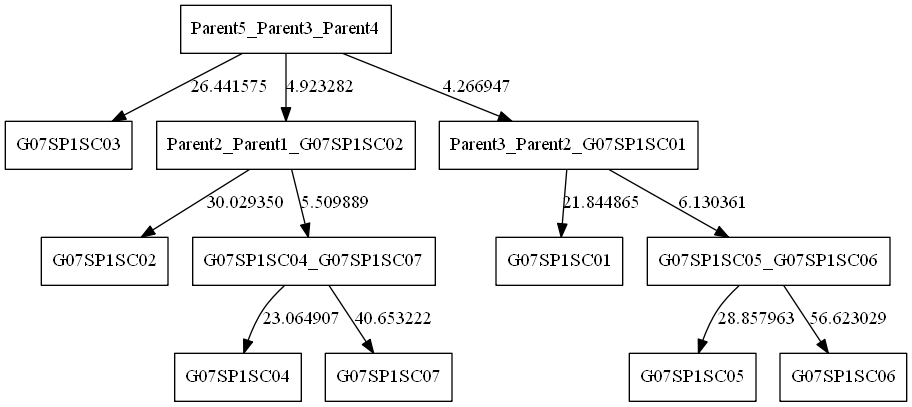 Parent5_Parent3_Parent4
26.441575
4.923282
4.266947
G07SP1SC03
Parent2_Parent1_G07SP1SC02
Parent3_Parent2_G07SP1SC01
30.029350
5.509889
21.844865
6.130361
G07SP1SC02
G07SP1SC04_G07SP1SC07
G07SP1SC01
G07SP1SC05_G07SP1SC06
23.064907
40.653222
28.857963
56.623029
G07SP1SC04
G07SP1SC07
G07SP1SC05
G07SP1SC06